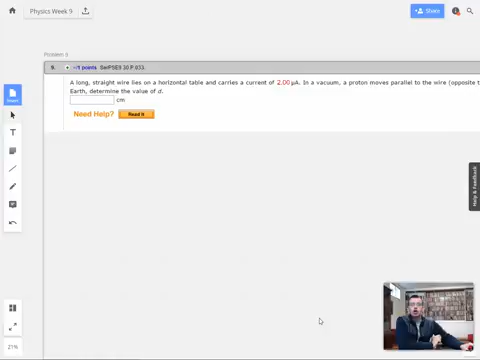 Physics Week 9
Share
Problem 9
9. -/1 points SerPSE9 30.P.033.
A long, straight wire lies on a horizontal table and carries a current of 2.00 µA. In a vacuum, a proton moves parallel to the wire (opposite t
Earth, determine the value of d.
cm
Need Help? Read It
Help & Feedback
21%